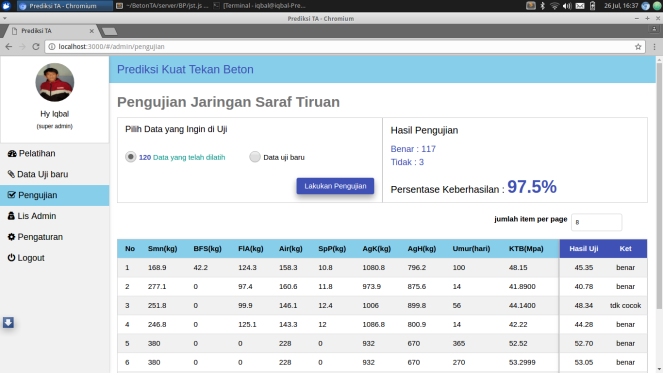 Prediksi TA - Chromium
~/BetonTA/server/BP/jst.js ...
[Terminal - iqbal@iqbal-Pre...
26 Jul, 16:37
Prediksi TA - Chromium
Prediksi TA
localhost:3000/#/admin/pengujian
Hy Iqbal
(super admin)
Pelatihan
Data Uji baru
Pengujian
Lis Admin
Pengaturan
Logout
Prediksi Kuat Tekan Beton
Pengujian Jaringan Saraf Tiruan
Pilih Data yang Ingin di Uji
120 Data yang telah dilatih
Data uji baru
Lakukan Pengujian
Hasil Pengujian
Benar : 117
Tidak : 3
Persentase Keberhasilan : 97.5%
jumlah item per page 8
No Smn(kg) BFS(kg) FlA(kg) Air(kg) SpP(kg) AgK(kg) AgH(kg) Umur(hari) KTB(Mpa) Hasil Uji Ket
1 168.9 42.2 124.3 158.3 10.8 1080.8 796.2 100 48.15 45.35 benar
2 277.1 0 97.4 160.6 11.8 973.9 875.6 14 41.8900 40.78 benar
3 251.8 0 99.9 146.1 12.4 1006 899.8 56 44.1400 48.34 tdk cocok
4 246.8 0 125.1 143.3 12 1086.8 800.9 14 42.22 44.28 benar
5 380 0 0 228 0 932 670 365 52.52 52.70 benar
6 380 0 0 228 0 932 670 270 53.2999 53.05 benar